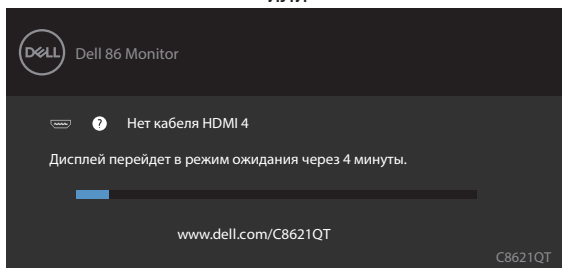 или
DELL
Dell 86 Monitor
? Нет кабеля HDMI 4
Дисплей перейдет в режим ожидания через 4 минуты.
www.dell.com/C8621QT
C8621QT